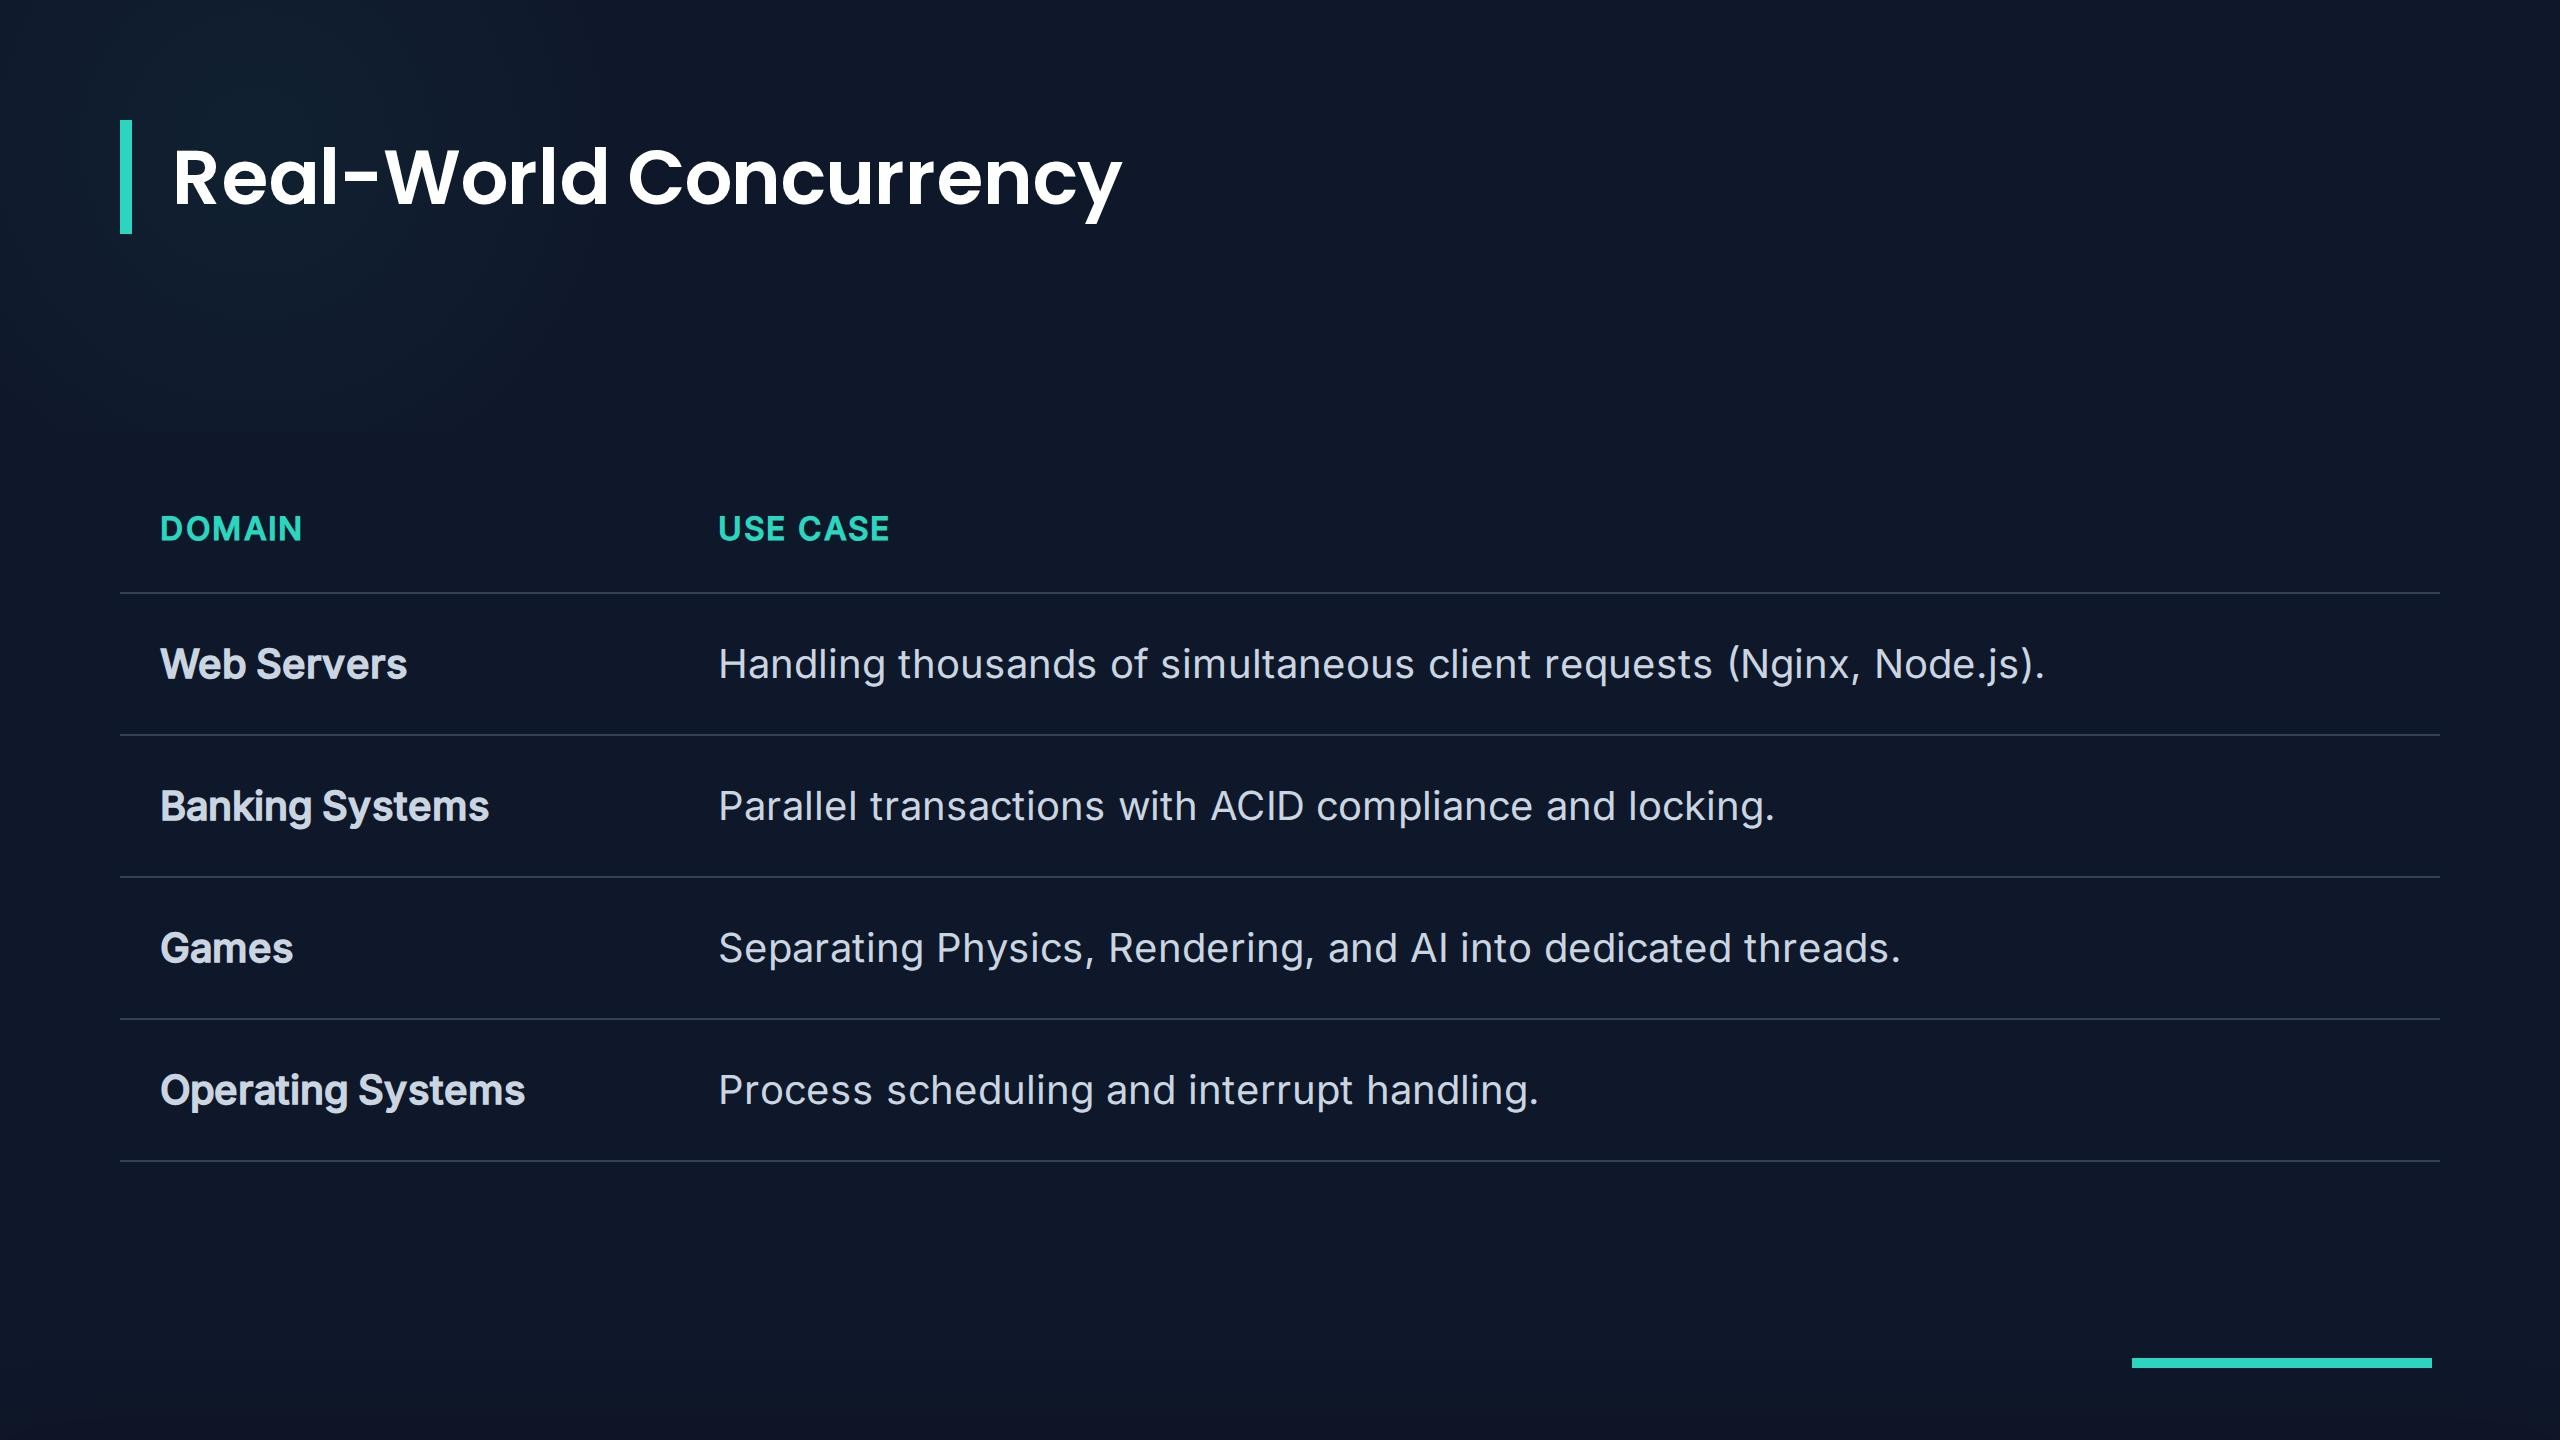 Real-World Concurrency
DOMAIN USE CASE
Web Servers Handling thousands of simultaneous client requests (Nginx, Node.js).
Banking Systems Parallel transactions with ACID compliance and locking.
Games Separating Physics, Rendering, and AI into dedicated threads.
Operating Systems Process scheduling and interrupt handling.